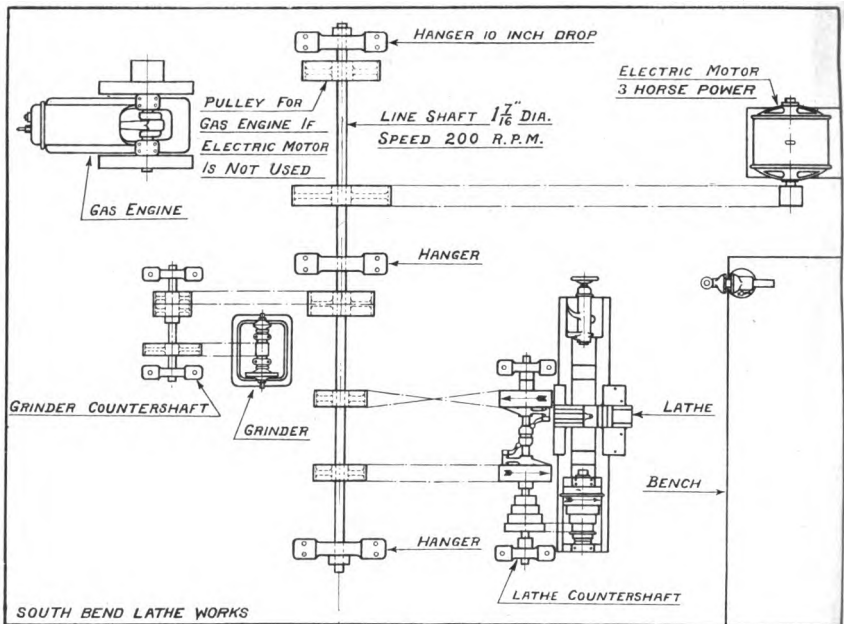 HANGER 10 INCH DROP
ELECTRIC MOTOR
3 HORSE POWER
PULLEY FOR
GAS ENGINE IF
ELECTRIC MOTOR
IS NOT USED
LINE SHAFT 1 7/16" DIA.
SPEED 200 R.P.M.
GAS ENGINE
HANGER
GRINDER COUNTERSHAFT
GRINDER
LATHE
BENCH
HANGER
LATHE COUNTERSHAFT
SOUTH BEND LATHE WORKS